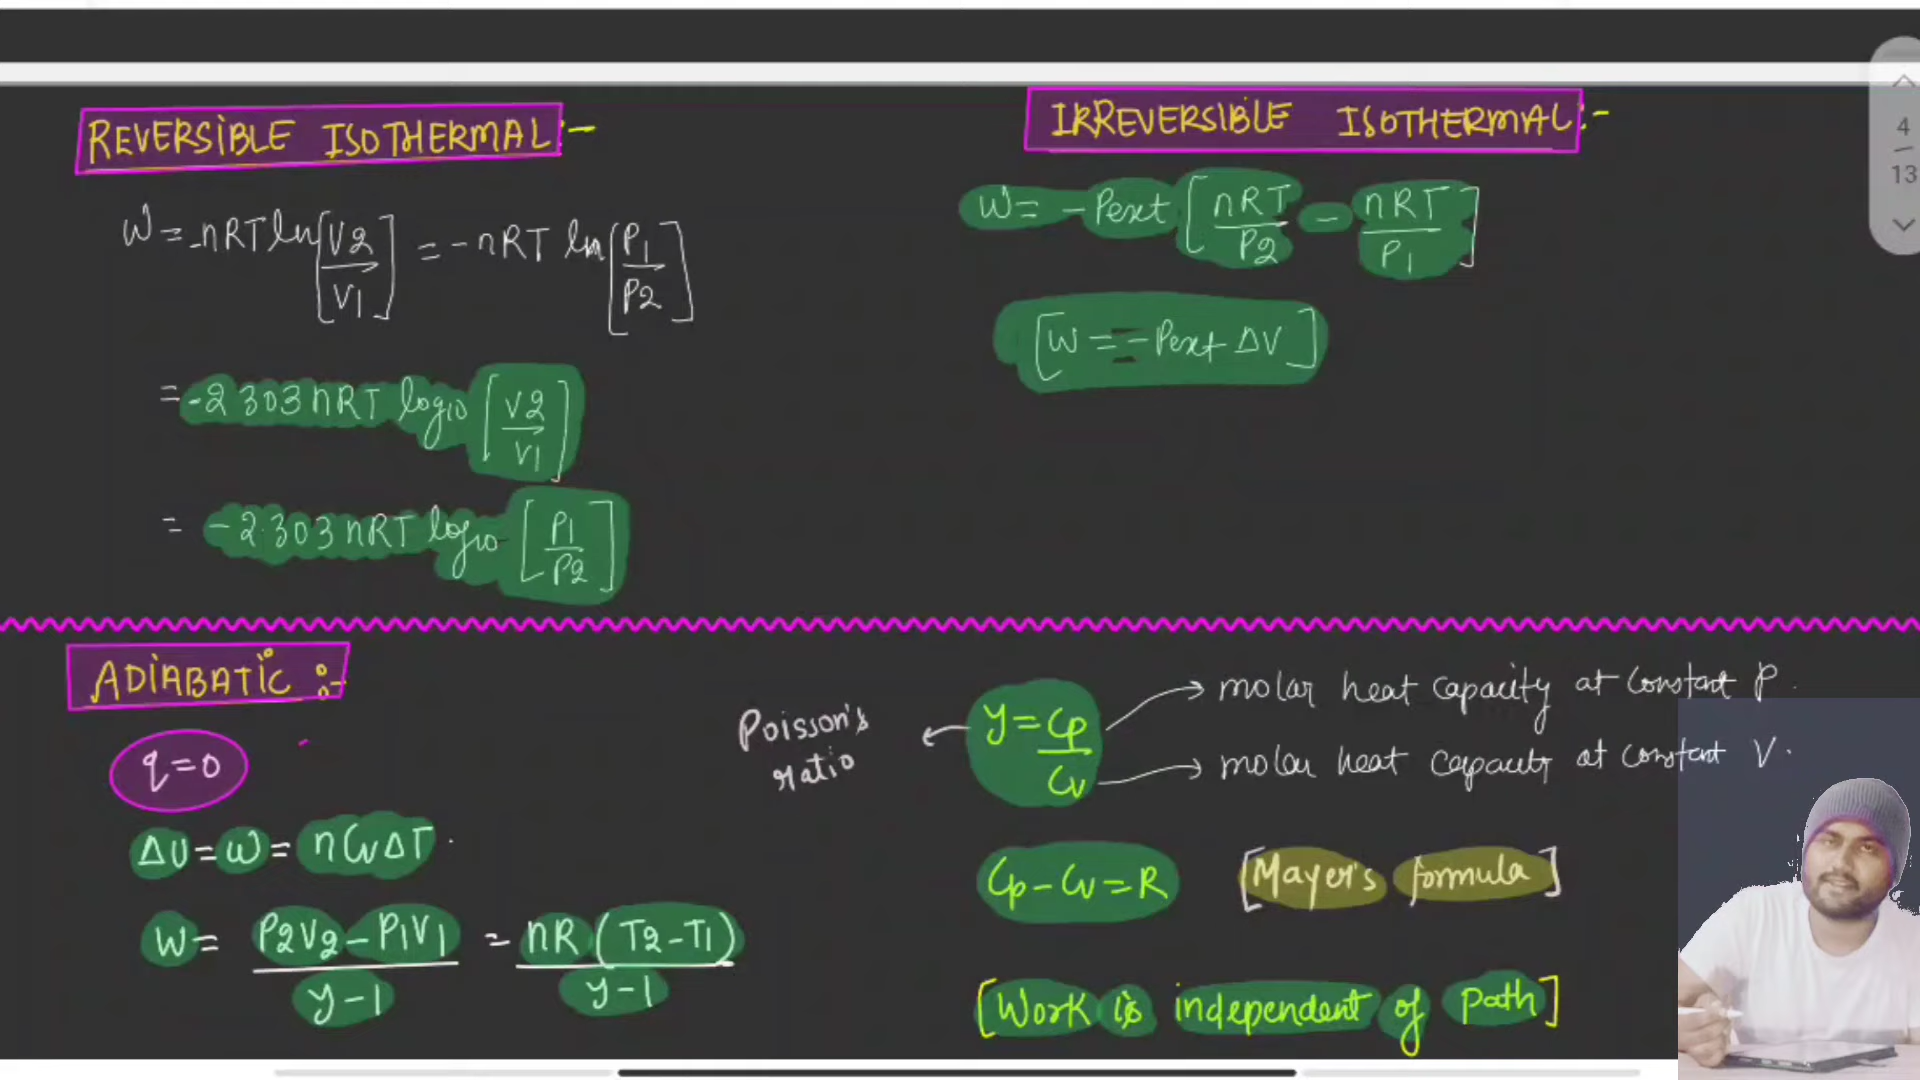 REVERSIBLE ISOTHERMAL :-
W = -nRT ln[V2/V1] = -nRT ln[P1/P2]
= -2 303 nRT log10 [V2/V1]
= -2.303 nRT log10 [P1/P2]
IRREVERSIBLE ISOTHERMAL :-
W = -Pext [nRT/P2 - nRT/P1]
[W = -Pext ΔV]
4
13
ADIABATIC :-
q=0
ΔU = W = nCvΔT.
W = P2V2-P1V1/y-1 = nR (T2-T1)/y-1
Poisson's
ratio
y = Cp/Cv
molar heat capacity at constant P.
molar heat capacity at constant V.
Cp - Cv = R [Mayer's formula]
[Work is independent of path]